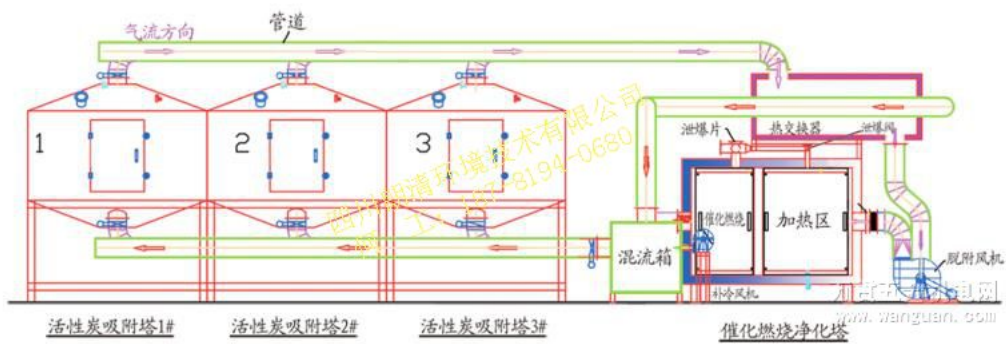 管道
气流方向
1
2
3
热交换器
泄爆片
泄爆阀
催化燃烧
加热区
混流箱
补冷风机
脱附风机
活性炭吸附塔1#
活性炭吸附塔2#
活性炭吸附塔3#
催化燃烧净化塔
www.wanguan.com